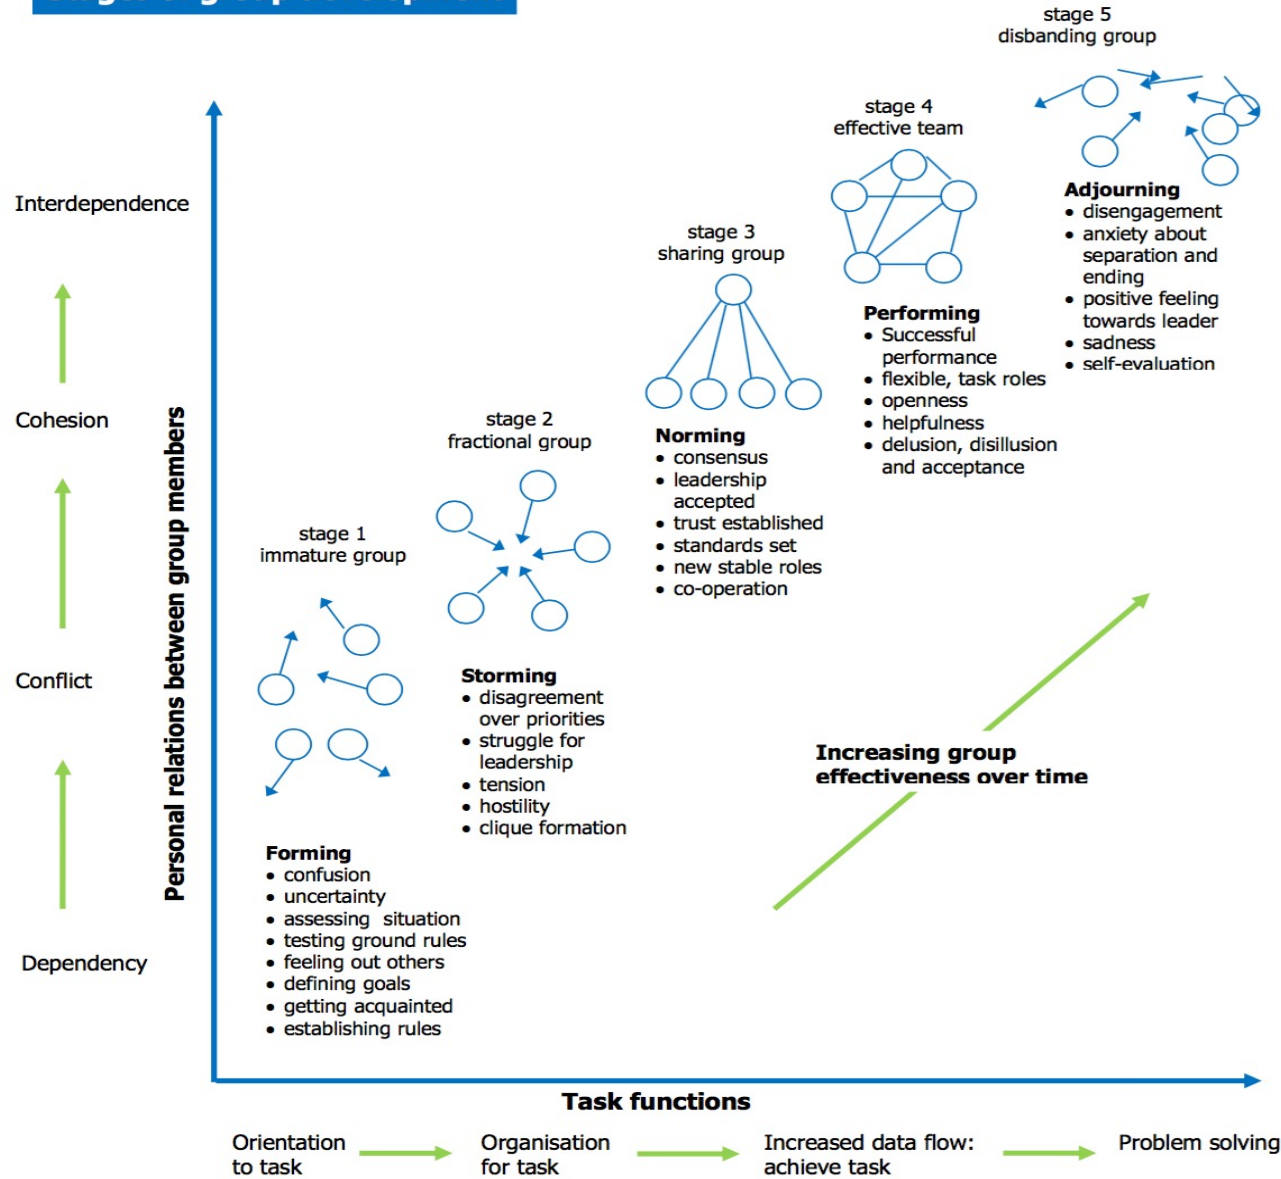 stage 5
disbanding group
stage 4
effective team
Adjourning
• disengagement
• anxiety about
separation and
ending
• positive feeling
towards leader
• sadness
• self-evaluation
Interdependence
stage 3
sharing group
Performing
• Successful
performance
• flexible, task roles
• openness
• helpfulness
• delusion, disillusion
and acceptance
Cohesion
stage 2
fractional group
Norming
• consensus
• leadership
accepted
• trust established
• standards set
• new stable roles
• co-operation
Personal relations between group members
stage 1
immature group
Conflict
Storming
• disagreement
over priorities
• struggle for
leadership
• tension
• hostility
• clique formation
Increasing group
effectiveness over time
Forming
• confusion
• uncertainty
• assessing situation
• testing ground rules
• feeling out others
• defining goals
• getting acquainted
• establishing rules
Dependency
Task functions
Orientation
to task
Organisation
for task
Increased data flow:
achieve task
Problem solving